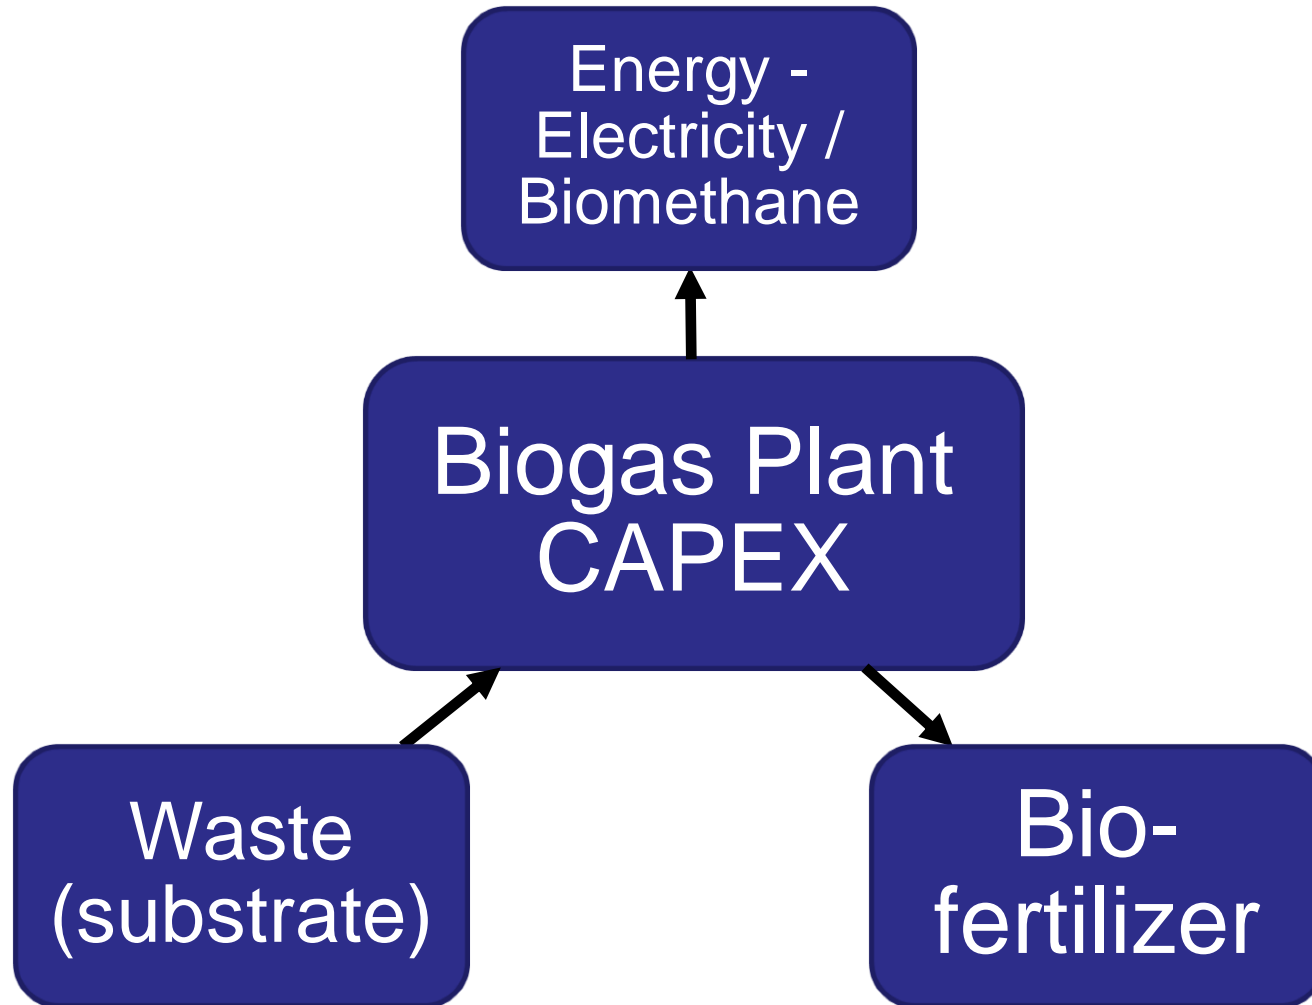 Energy -
Electricity /
Biomethane
Biogas Plant
CAPEX
Waste
(substrate)
Bio-
fertilizer